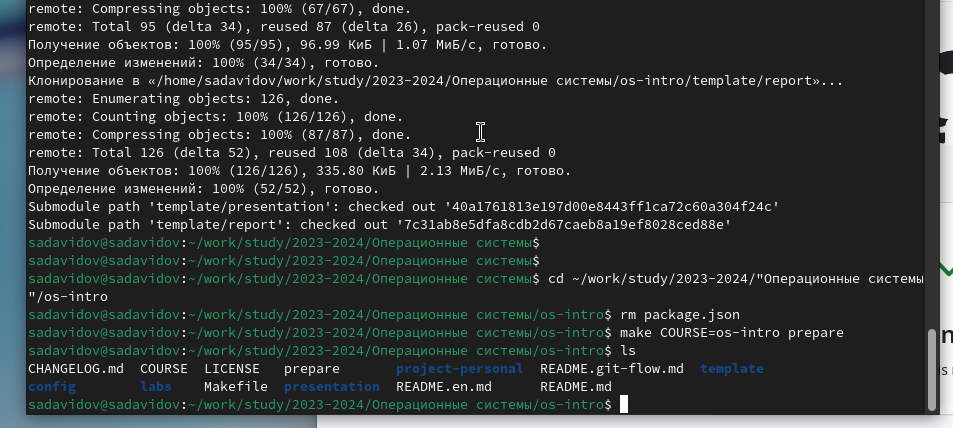 remote: Compressing objects: 100% (67/67), done.
remote: Total 95 (delta 34), reused 87 (delta 26), pack-reused 0
Получение объектов: 100% (95/95), 96.99 КиБ | 1.07 МиБ/с, готово.
Определение изменений: 100% (34/34), готово.
Клонирование в «/home/sadavidov/work/study/2023-2024/Операционные системы/os-intro/template/report»...
remote: Enumerating objects: 126, done.
remote: Counting objects: 100% (126/126), done.
remote: Compressing objects: 100% (87/87), done.
remote: Total 126 (delta 52), reused 108 (delta 34), pack-reused 0
Получение объектов: 100% (126/126), 335.80 КиБ | 2.13 МиБ/с, готово.
Определение изменений: 100% (52/52), готово.
Submodule path 'template/presentation': checked out '40a1761813e197d00e8443ff1ca72c60a304f24c'
Submodule path 'template/report': checked out '7c31ab8e5dfa8cdb2d67caeb8a19ef8028ced88e'
sadavidov@sadavidov:~/work/study/2023-2024/Операционные системы$
sadavidov@sadavidov:~/work/study/2023-2024/Операционные системы$
sadavidov@sadavidov:~/work/study/2023-2024/Операционные системы$ cd ~/work/study/2023-2024/"Операционные системы
"/os-intro
sadavidov@sadavidov:~/work/study/2023-2024/Операционные системы/os-intro$ rm package.json
sadavidov@sadavidov:~/work/study/2023-2024/Операционные системы/os-intro$ make COURSE=os-intro prepare
sadavidov@sadavidov:~/work/study/2023-2024/Операционные системы/os-intro$ ls
CHANGELOG.md COURSE LICENSE prepare project-personal README.git-flow.md template
config labs Makefile presentation README.en.md README.md
sadavidov@sadavidov:~/work/study/2023-2024/Операционные системы/os-intro$